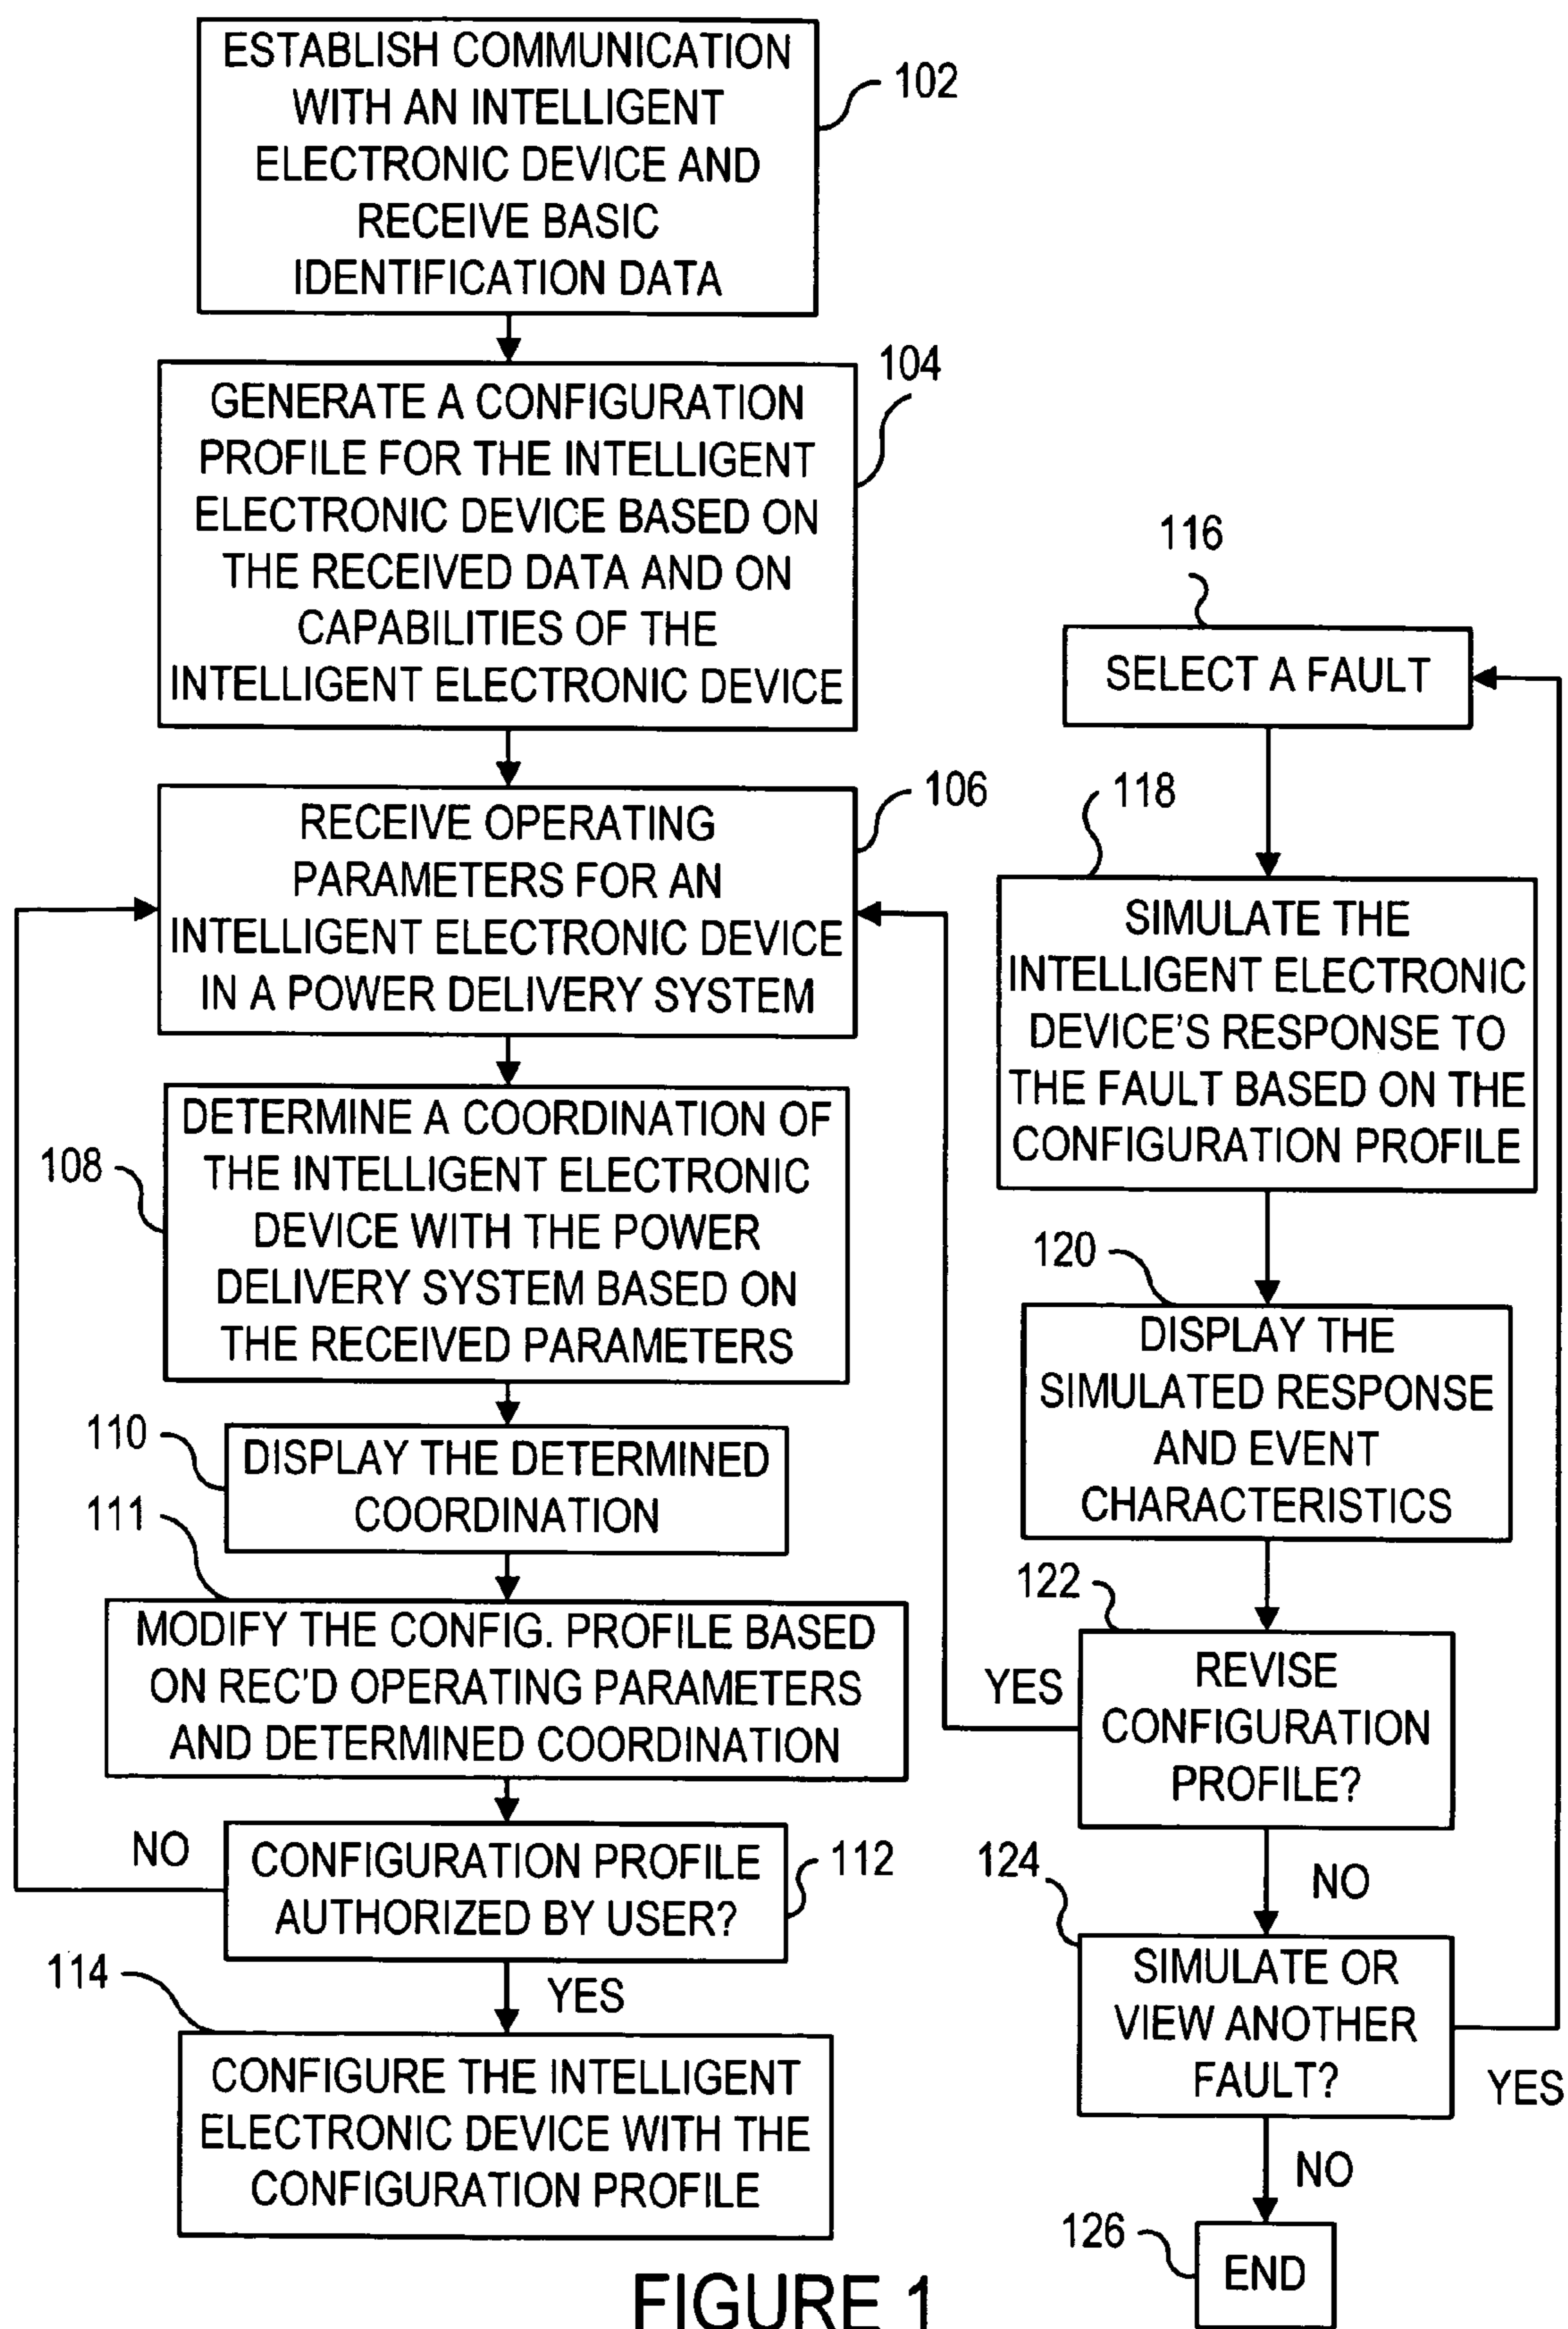 ESTABLISH COMMUNICATION
WITH AN INTELLIGENT
ELECTRONIC DEVICE AND
RECEIVE BASIC
IDENTIFICATION DATA
102
GENERATE A CONFIGURATION
PROFILE FOR THE INTELLIGENT
ELECTRONIC DEVICE BASED ON
THE RECEIVED DATA AND ON
CAPABILITIES OF THE
INTELLIGENT ELECTRONIC DEVICE
104
RECEIVE OPERATING
PARAMETERS FOR AN
INTELLIGENT ELECTRONIC DEVICE
IN A POWER DELIVERY SYSTEM
106
DETERMINE A COORDINATION OF
THE INTELLIGENT ELECTRONIC
DEVICE WITH THE POWER
DELIVERY SYSTEM BASED ON
THE RECEIVED PARAMETERS
108
110
DISPLAY THE DETERMINED
COORDINATION
111
MODIFY THE CONFIG. PROFILE BASED
ON REC'D OPERATING PARAMETERS
AND DETERMINED COORDINATION
NO
CONFIGURATION PROFILE
AUTHORIZED BY USER?
112
YES
114
CONFIGURE THE INTELLIGENT
ELECTRONIC DEVICE WITH THE
CONFIGURATION PROFILE
116
SELECT A FAULT
118
SIMULATE THE
INTELLIGENT ELECTRONIC
DEVICE'S RESPONSE TO
THE FAULT BASED ON THE
CONFIGURATION PROFILE
120
DISPLAY THE
SIMULATED RESPONSE
AND EVENT
CHARACTERISTICS
122
YES
REVISE
CONFIGURATION
PROFILE?
NO
124
SIMULATE OR
VIEW ANOTHER
FAULT?
YES
NO
126
END
FIGURE 1